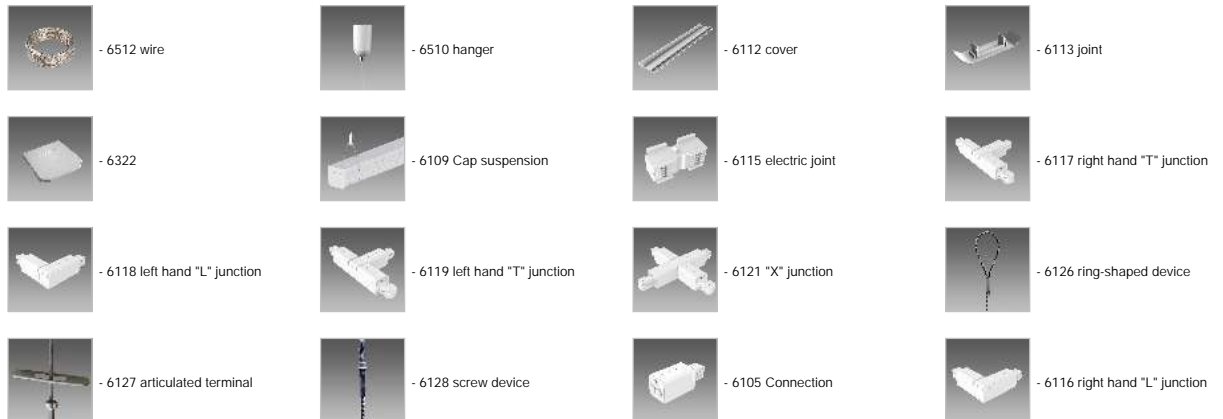 - 6512 wire
- 6510 hanger
- 6112 cover
- 6113 joint
- 6322
- 6109 Cap suspension
- 6115 electric joint
- 6117 right hand "T" junction
- 6118 left hand "L" junction
- 6119 left hand "T" junction
- 6121 "X" junction
- 6126 ring-shaped device
- 6127 articulated terminal
- 6128 screw device
- 6105 Connection
- 6116 right hand "L" junction